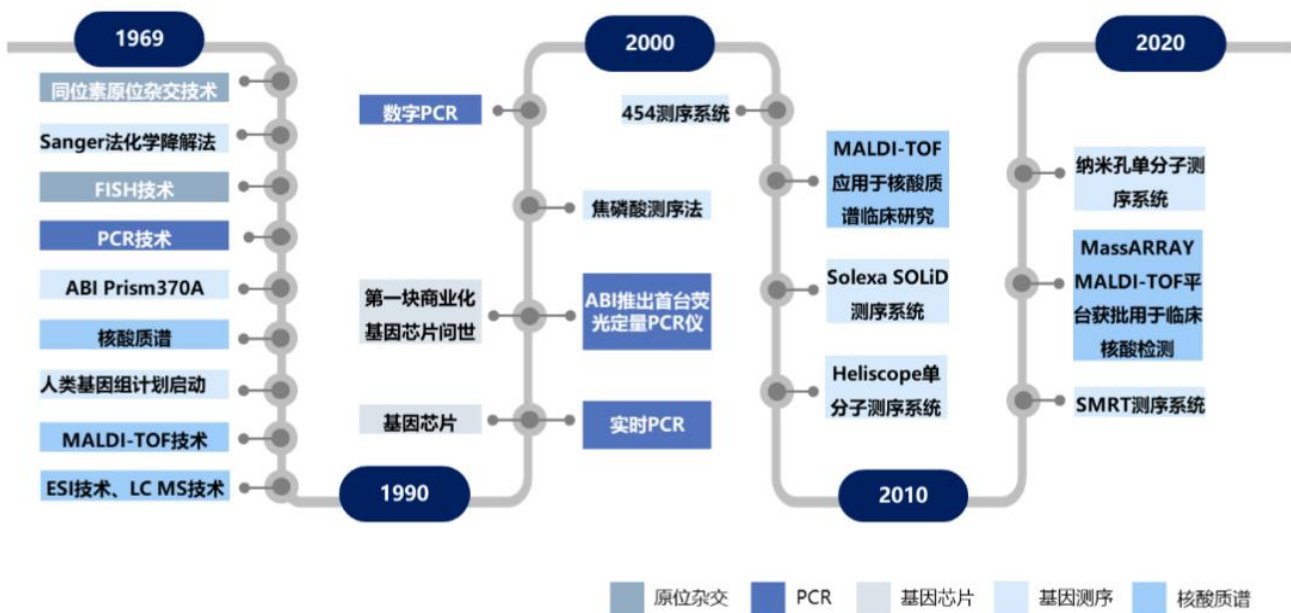 1969
同位素原位杂交技术
Sanger法化学降解法
FISH技术
PCR技术
ABI Prism370A
核酸质谱
人类基因组计划启动
MALDI-TOF技术
ESI技术、LC MS技术
1990
基因芯片
实时PCR
第一块商业化
基因芯片问世
ABI推出首台荧
光定量PCR仪
焦磷酸测序法
数字PCR
2000
454测序系统
MALDI-TOF
应用于核酸质
谱临床研究
Solexa SOLiD
测序系统
Heliscope单
分子测序系统
2010
SMRT测序系统
MassARRAY
MALDI-TOF平
台获批用于临床
核酸检测
纳米孔单分子测
序系统
2020
原位杂交
PCR
基因芯片
基因测序
核酸质谱